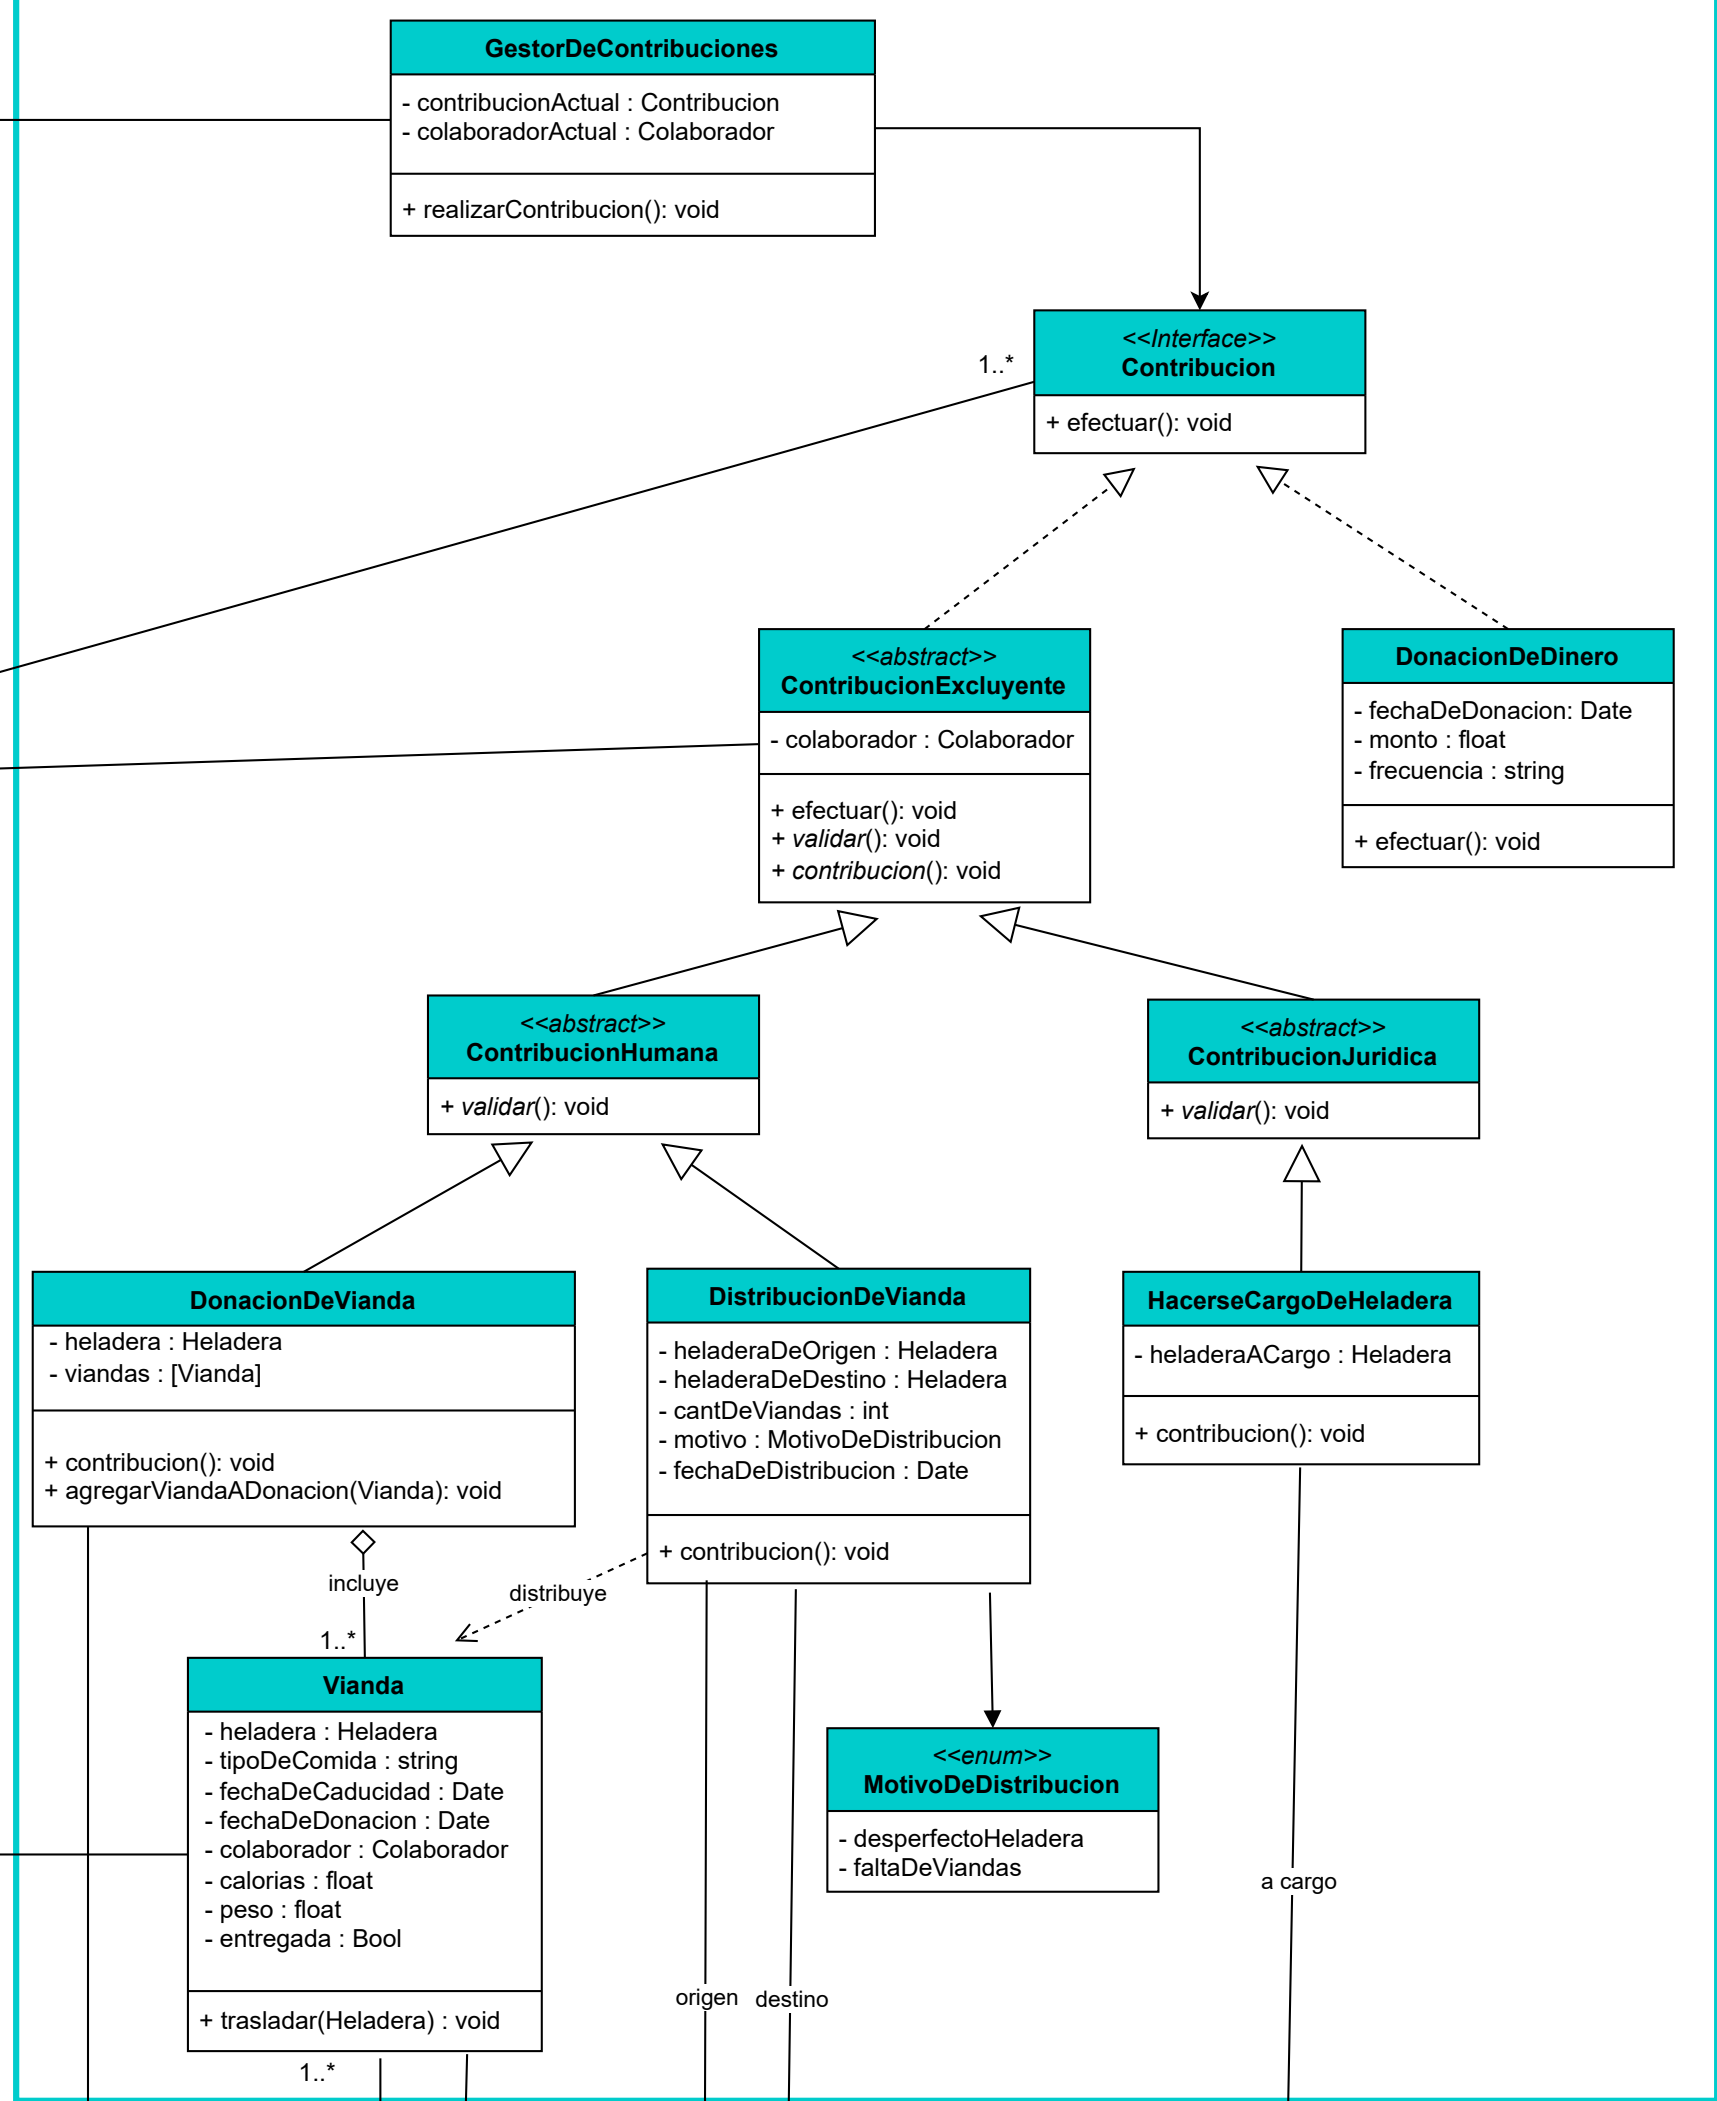 GestorDeContribuciones
- contribucionActual : Contribucion
- colaboradorActual : Colaborador
+ realizarContribucion(): void
<<Interface>>
Contribucion
1..*
+ efectuar(): void
<<abstract>>
ContribucionExcluyente
- colaborador : Colaborador
+ efectuar(): void
+ validar(): void
+ contribucion(): void
DonacionDeDinero
- fechaDeDonacion: Date
- monto : float
- frecuencia : string
+ efectuar(): void
<<abstract>>
ContribucionHumana
+ validar(): void
<<abstract>>
ContribucionJuridica
+ validar(): void
DonacionDeVianda
- heladera : Heladera
- viandas : [Vianda]
+ contribucion(): void
+ agregarViandaADonacion(Vianda): void
DistribucionDeVianda
- heladeraDeOrigen : Heladera
- heladeraDeDestino : Heladera
- cantDeViandas : int
- motivo : MotivoDeDistribucion
- fechaDeDistribucion : Date
+ contribucion(): void
HacerseCargoDeHeladera
- heladeraACargo : Heladera
+ contribucion(): void
incluye
distribuye
1..*
Vianda
- heladera : Heladera
- tipoDeComida : string
- fechaDeCaducidad : Date
- fechaDeDonacion : Date
- colaborador : Colaborador
- calorias : float
- peso : float
- entregada : Bool
+ trasladar(Heladera) : void
1..*
<<enum>>
MotivoDeDistribucion
- desperfectoHeladera
- faltaDeViandas
a cargo
origen
destino